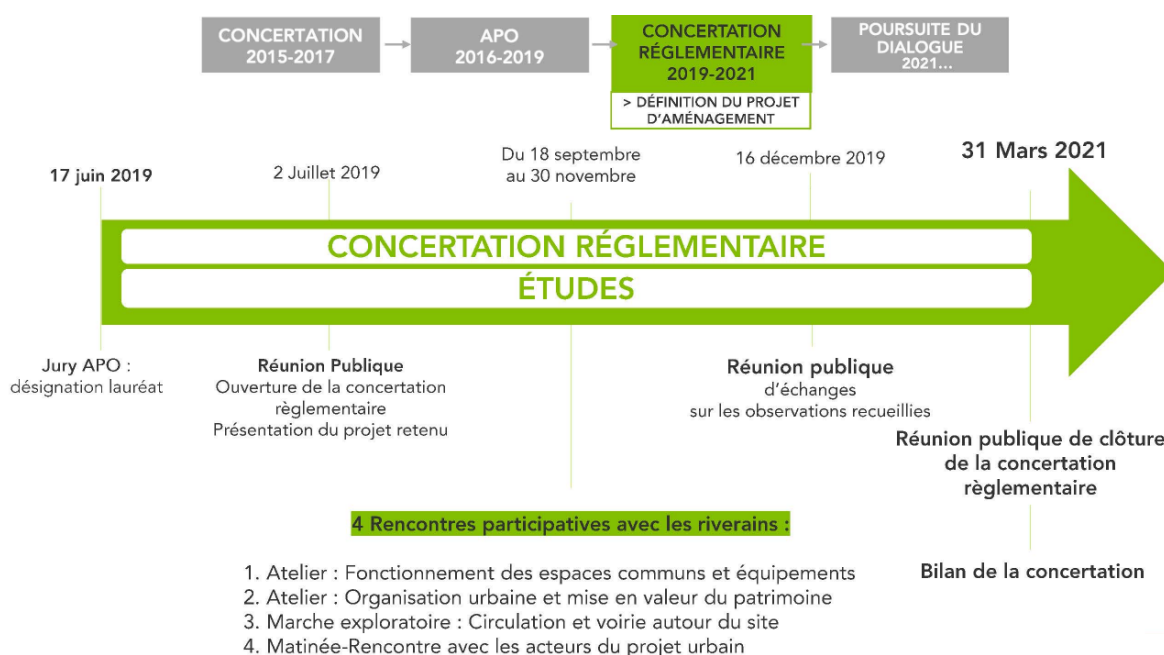 CONCERTATION
2015-2017
APO
2016-2019
CONCERTATION
RÉGLEMENTAIRE
2019-2021
> DÉFINITION DU PROJET
D'AMÉNAGEMENT
POURSUITE DU
DIALOGUE
2021...
17 juin 2019
2 Juillet 2019
Du 18 septembre
au 30 novembre
16 décembre 2019
31 Mars 2021
CONCERTATION RÉGLEMENTAIRE
ÉTUDES
Jury APO :
désignation lauréat
Réunion Publique
Ouverture de la concertation
règlementaire
Présentation du projet retenu
Réunion publique
d'échanges
sur les observations recueillies
Réunion publique de clôture
de la concertation
règlementaire
Bilan de la concertation
4 Rencontres participatives avec les riverains :
1. Atelier : Fonctionnement des espaces communs et équipements
2. Atelier : Organisation urbaine et mise en valeur du patrimoine
3. Marche exploratoire : Circulation et voirie autour du site
4. Matinée-Rencontre avec les acteurs du projet urbain